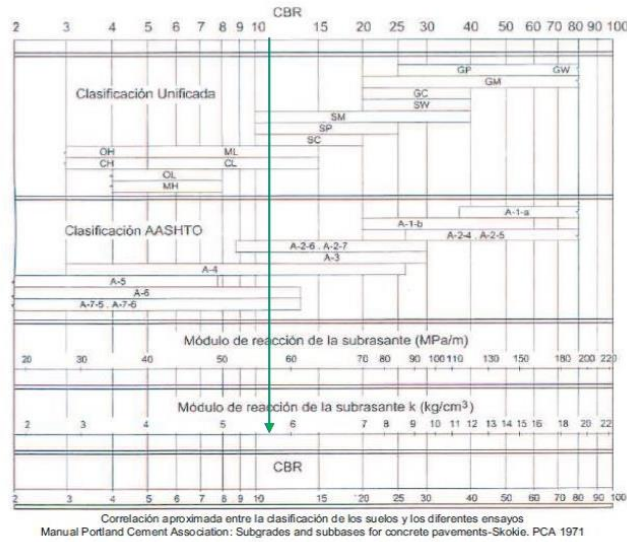 CBR
2 3 4 5 6 7 8 9 10 15 20 25 30 40 50 60 70 80 100
GP GW
Clasificación Unificada
GM
GC
SW
SM
SP
SC
OH ML
CH CL
OL
MH
A-1-a
Clasificación AASHTO
A-1-b
A-2-4 . A-2-5
A-2-6 . A-2-7
A-3
A-4
A-5
A-6
A-7-5 . A-7-6
Módulo de reacción de la subrasante (MPa/m)
20 30 40 50 60 70 80 90 100 110 130 150 180 200 220
Módulo de reacción de la subrasante k (kg/cm³)
2 3 4 5 6 7 8 9 10 11 12 13 14 15 16 18 20 22
CBR
2 3 4 5 6 7 8 9 10 15 20 25 30 40 50 60 70 80 100
Correlación aproximada entre la clasificación de los suelos y los diferentes ensayos
Manual Portland Cement Association: Subgrades and subbases for concrete pavements-Skokie. PCA 1971